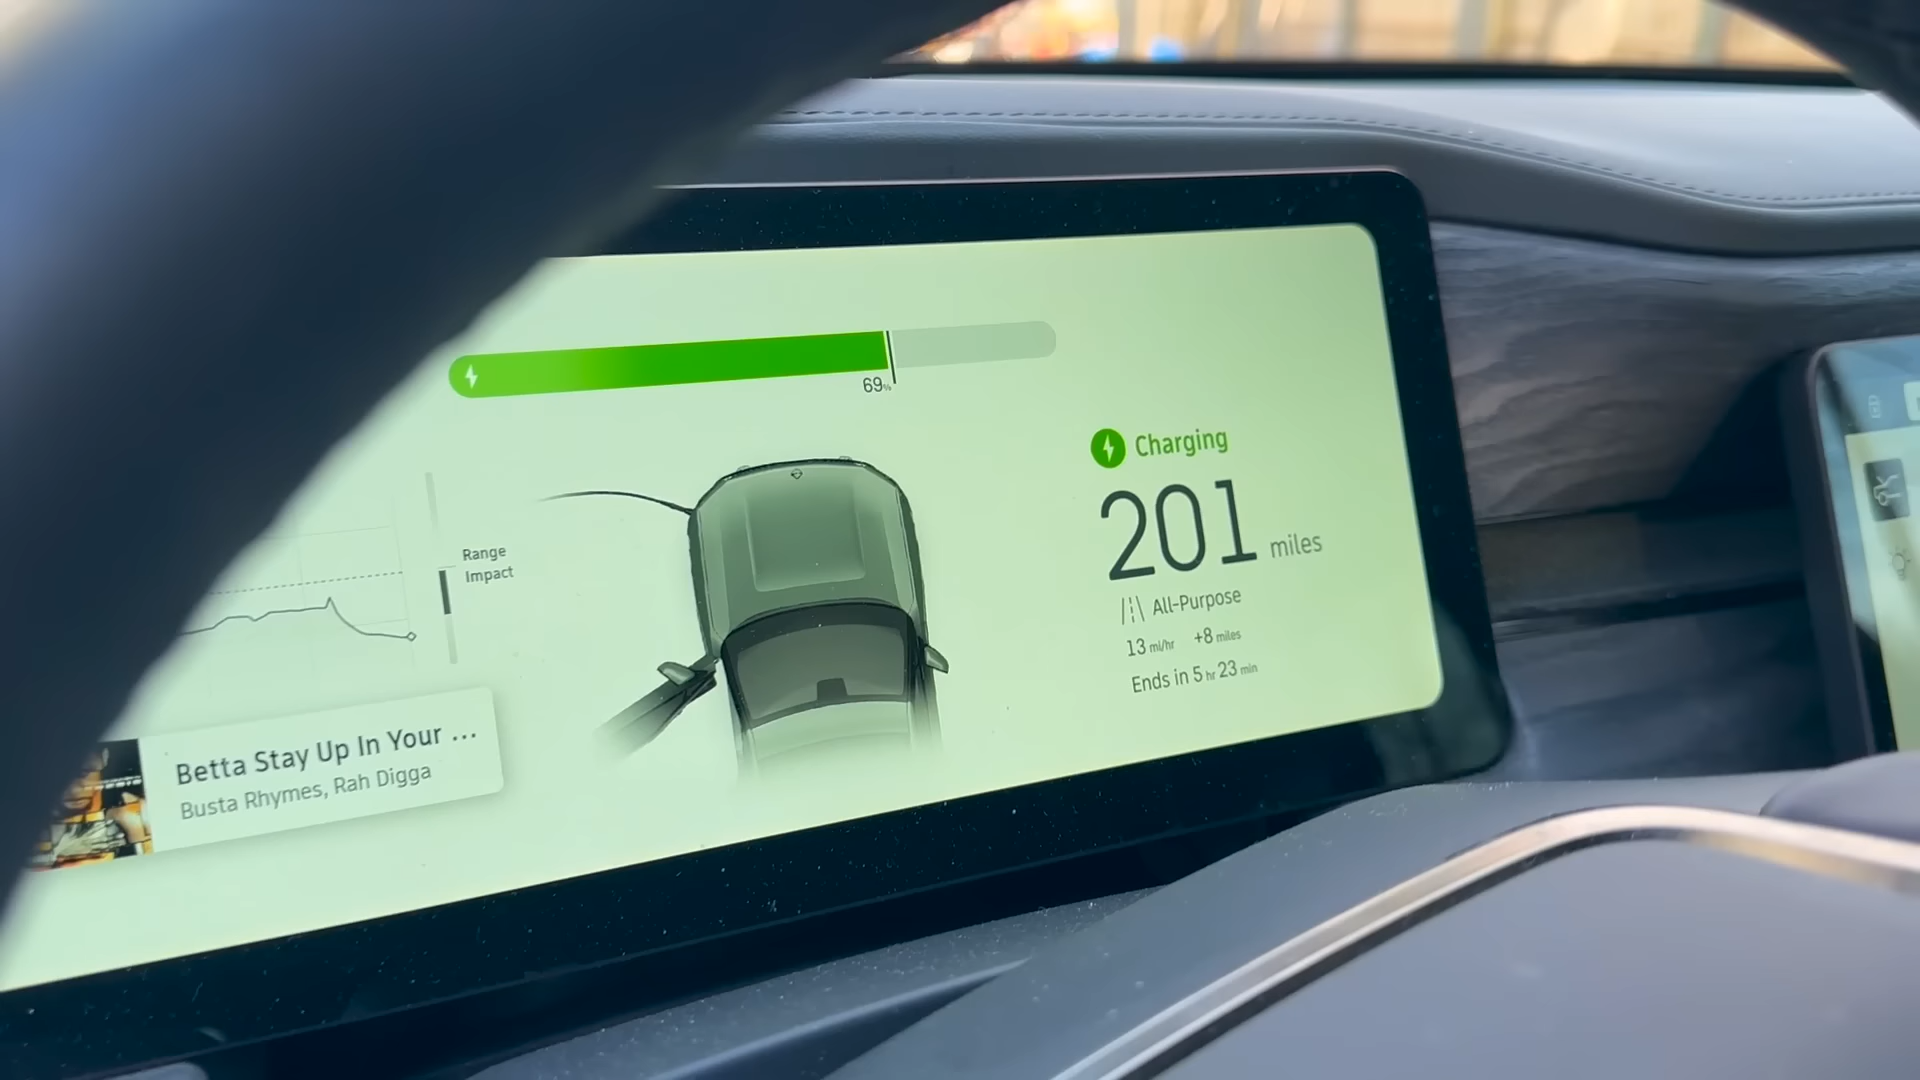 69%
Charging
201 miles
All-Purpose
13 mi/hr +8 miles
Ends in 5 hr 23 min
Range
Impact
Betta Stay Up In Your ...
Busta Rhymes, Rah Digga